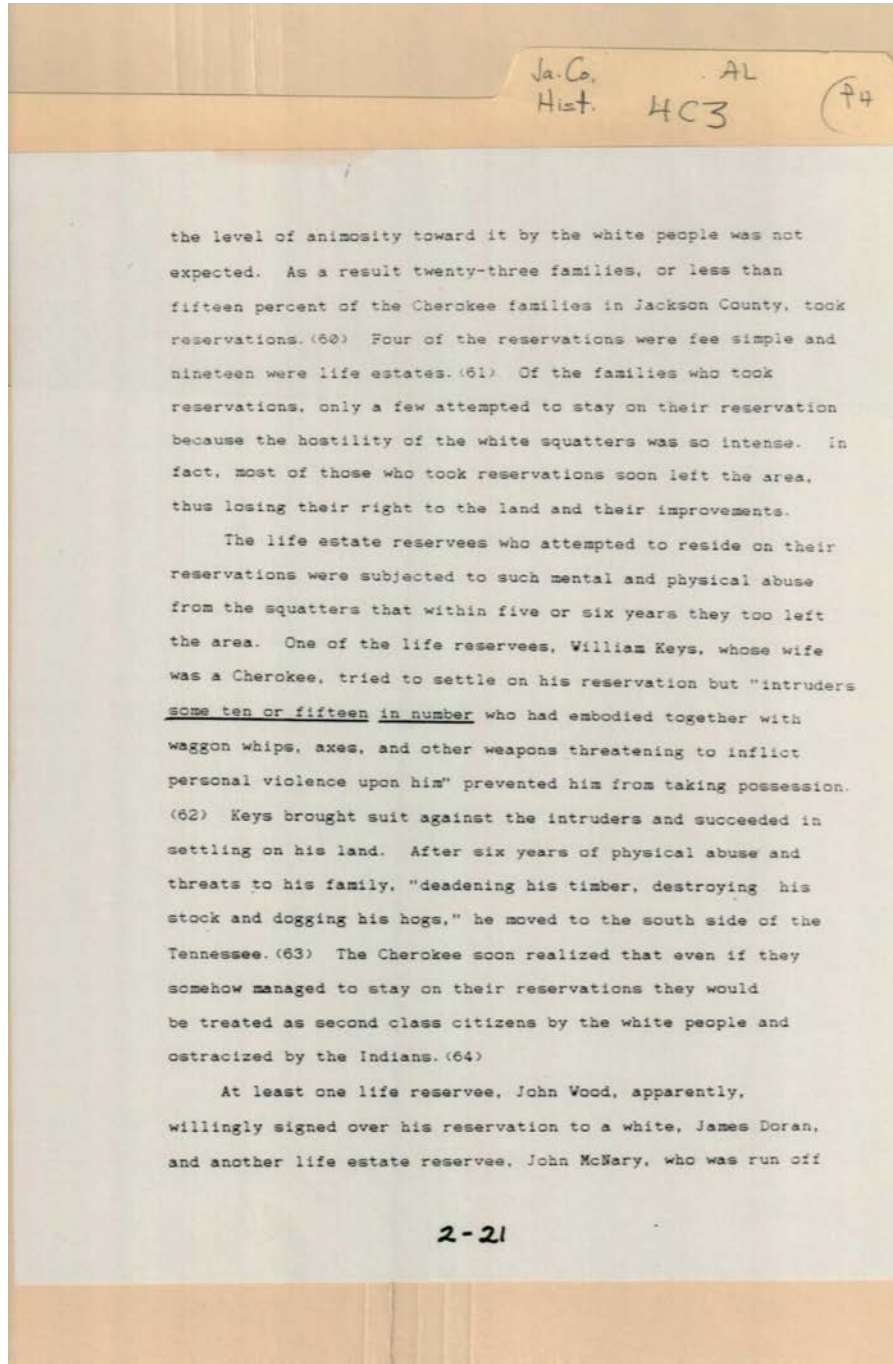 Ja. Co. . AL
Hist. 4C3
the level of animosity toward it by the white people was not
expected. As a result twenty-three families, or less than
fifteen percent of the Cherokee families in Jackson County, took
reservations.(60) Four of the reservations were fee simple and
nineteen were life estates.(61) Of the families who took
reservations, only a few attempted to stay on their reservation
because the hostility of the white squatters was so intense. In
fact, most of those who took reservations soon left the area,
thus losing their right to the land and their improvements.
The life estate reservees who attempted to reside on their
reservations were subjected to such mental and physical abuse
from the squatters that within five or six years they too left
the area. One of the life reservees, William Keys, whose wife
was a Cherokee, tried to settle on his reservation but "intruders
some ten or fifteen in number who had embodied together with
waggon whips, axes, and other weapons threatening to inflict
personal violence upon him" prevented him from taking possession.
(62) Keys brought suit against the intruders and succeeded in
settling on his land. After six years of physical abuse and
threats to his family, "deadening his timber, destroying his
stock and dogging his hogs," he moved to the south side of the
Tennessee.(63) The Cherokee soon realized that even if they
somehow managed to stay on their reservations they would
be treated as second class citizens by the white people and
ostracized by the Indians.(64)
At least one life reservee, John Wood, apparently,
willingly signed over his reservation to a white, James Doran,
and another life estate reservee, John McNary, who was run off
2-21